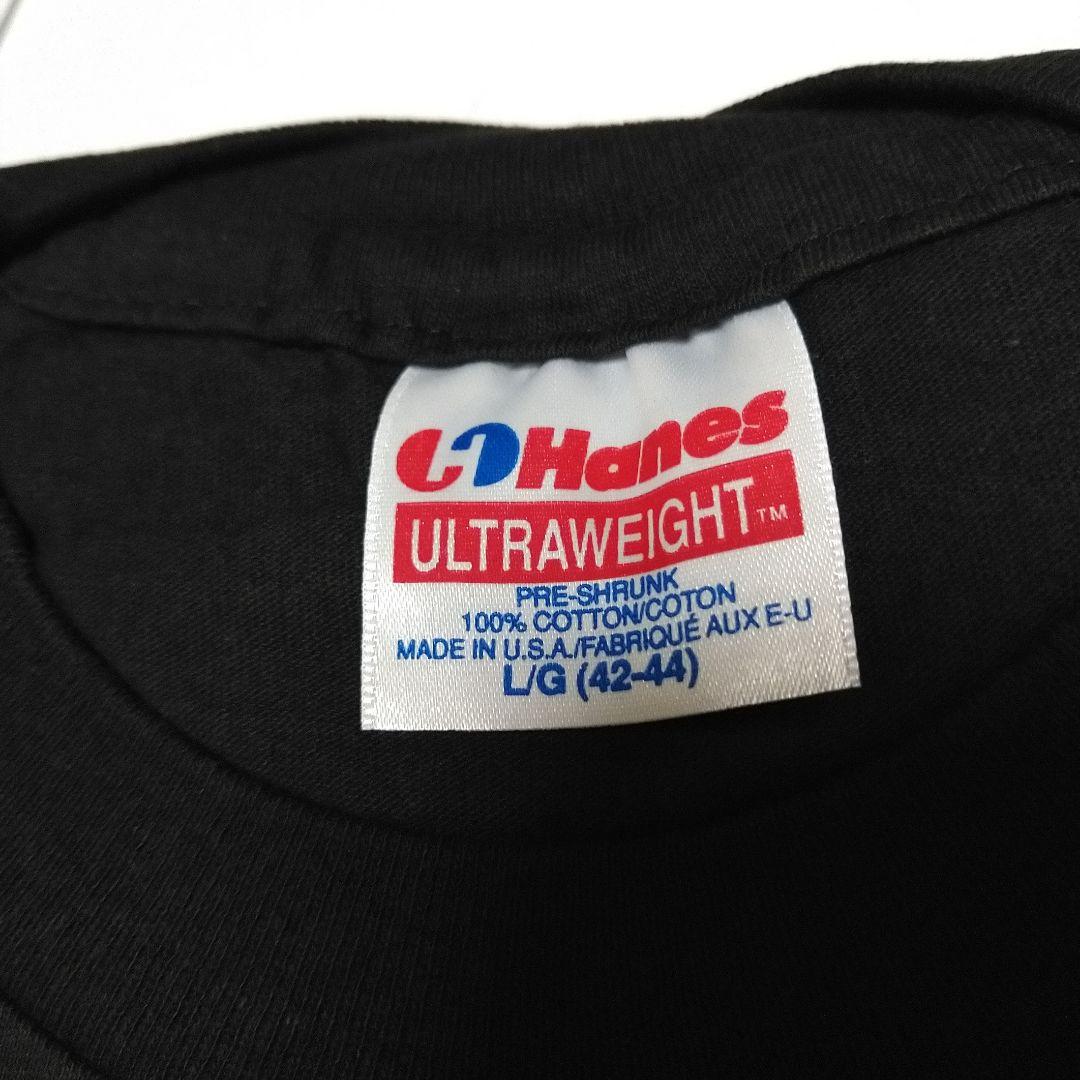 Hanes
ULTRAWEIGHT™
PRE-SHRUNK
100% COTTON/COTON
MADE IN U.S.A./FABRIQUÉ AUX E-U
L/G (42-44)